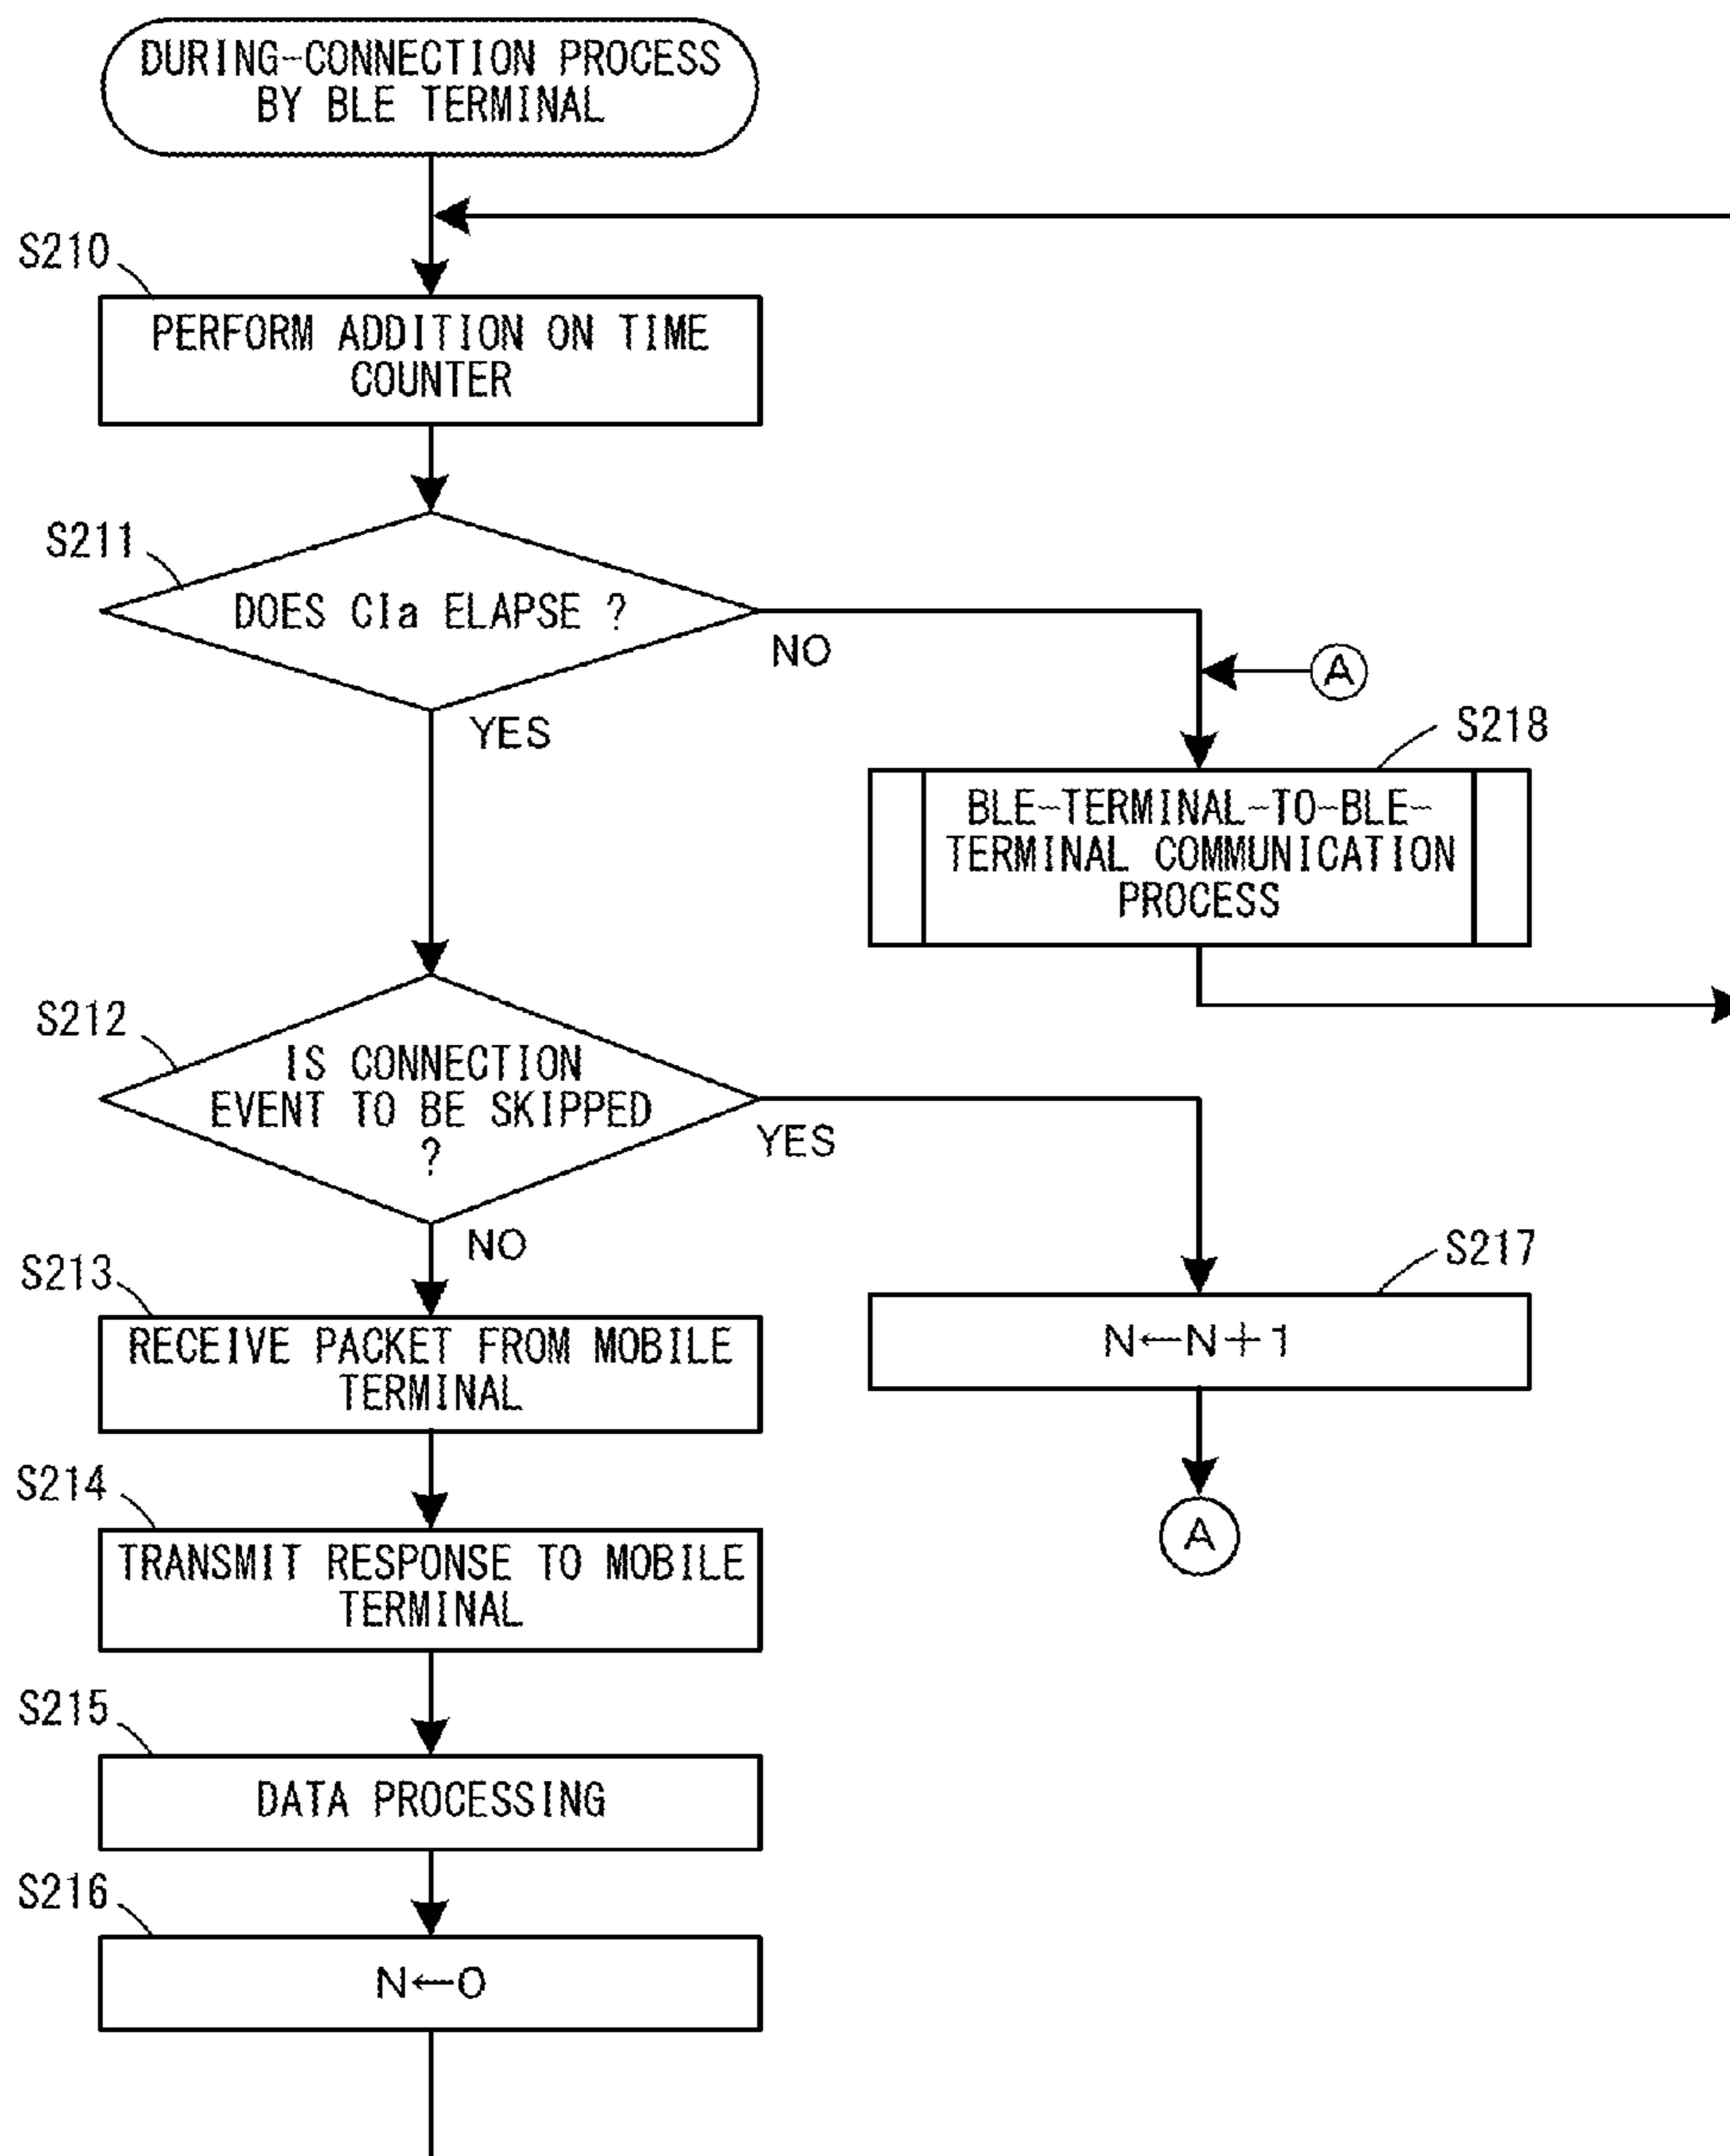 DURING-CONNECTION PROCESS
BY BLE TERMINAL
S210
PERFORM ADDITION ON TIME
COUNTER
S211
DOES CIa ELAPSE ?
NO
YES
A
S218
BLE-TERMINAL-TO-BLE-
TERMINAL COMMUNICATION
PROCESS
S212
IS CONNECTION
EVENT TO BE SKIPPED
?
YES
NO
S213
RECEIVE PACKET FROM MOBILE
TERMINAL
S217
N←N+1
A
S214
TRANSMIT RESPONSE TO MOBILE
TERMINAL
S215
DATA PROCESSING
S216
N←0